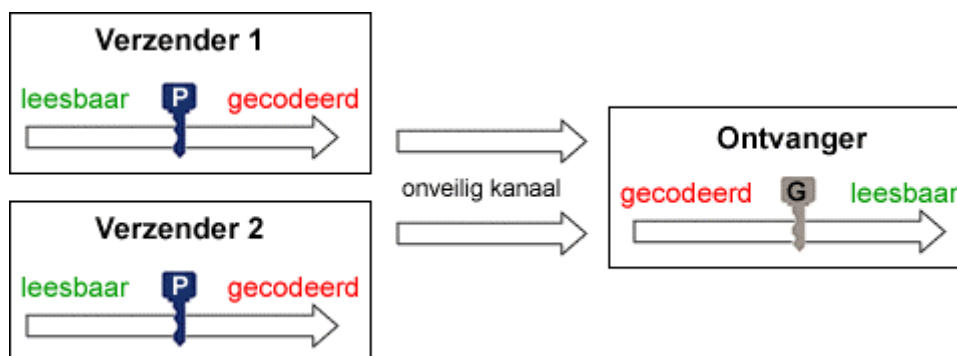 Verzender 1
leesbaar P gecodeerd
Verzender 2
leesbaar P gecodeerd
onveilig kanaal
Ontvanger
gecodeerd G leesbaar